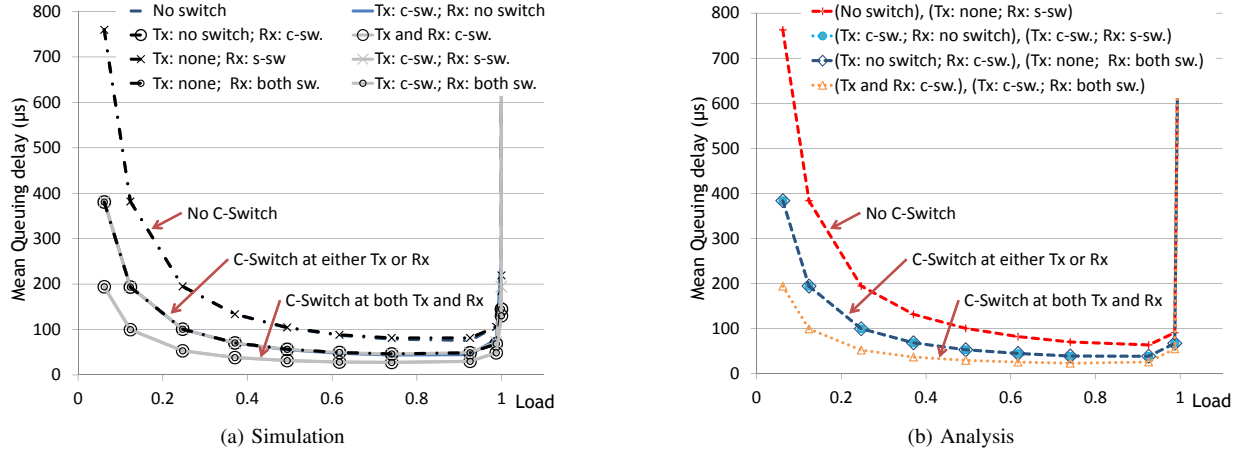 Mean Queuing delay (µs)
800
700
600
500
400
300
200
100
0
No switch
Tx: c-sw.; Rx: no switch
Tx: no switch; Rx: c-sw.
Tx and Rx: c-sw.
Tx: none; Rx: s-sw
Tx: c-sw.; Rx: s-sw.
Tx: none; Rx: both sw.
Tx: c-sw.; Rx: both sw.
No C-Switch
C-Switch at either Tx or Rx
C-Switch at both Tx and Rx
0 0.2 0.4 0.6 0.8 1 Load
(a) Simulation
Mean Queuing delay (µs)
800
700
600
500
400
300
200
100
0
(No switch), (Tx: none; Rx: s-sw)
(Tx: c-sw.; Rx: no switch), (Tx: c-sw.; Rx: s-sw.)
(Tx: no switch; Rx: c-sw.), (Tx: none; Rx: both sw.)
(Tx and Rx: c-sw.), (Tx: c-sw.; Rx: both sw.)
No C-Switch
C-Switch at either Tx or Rx
C-Switch at both Tx and Rx
0 0.2 0.4 0.6 0.8 1 Load
(b) Analysis